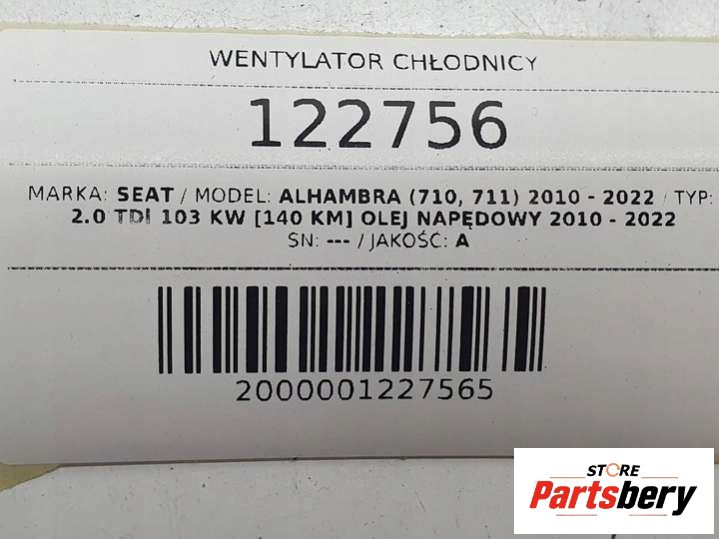 WENTYLATOR CHŁODNICY
122756
MARKA: SEAT / MODEL: ALHAMBRA (710, 711) 2010 - 2022 / TYP:
2.0 TDI 103 KW [140 KM] OLEJ NAPĘDOWY 2010 - 2022
SN: --- / JAKOŚĆ: A
2000001227565
STORE
Partsbery